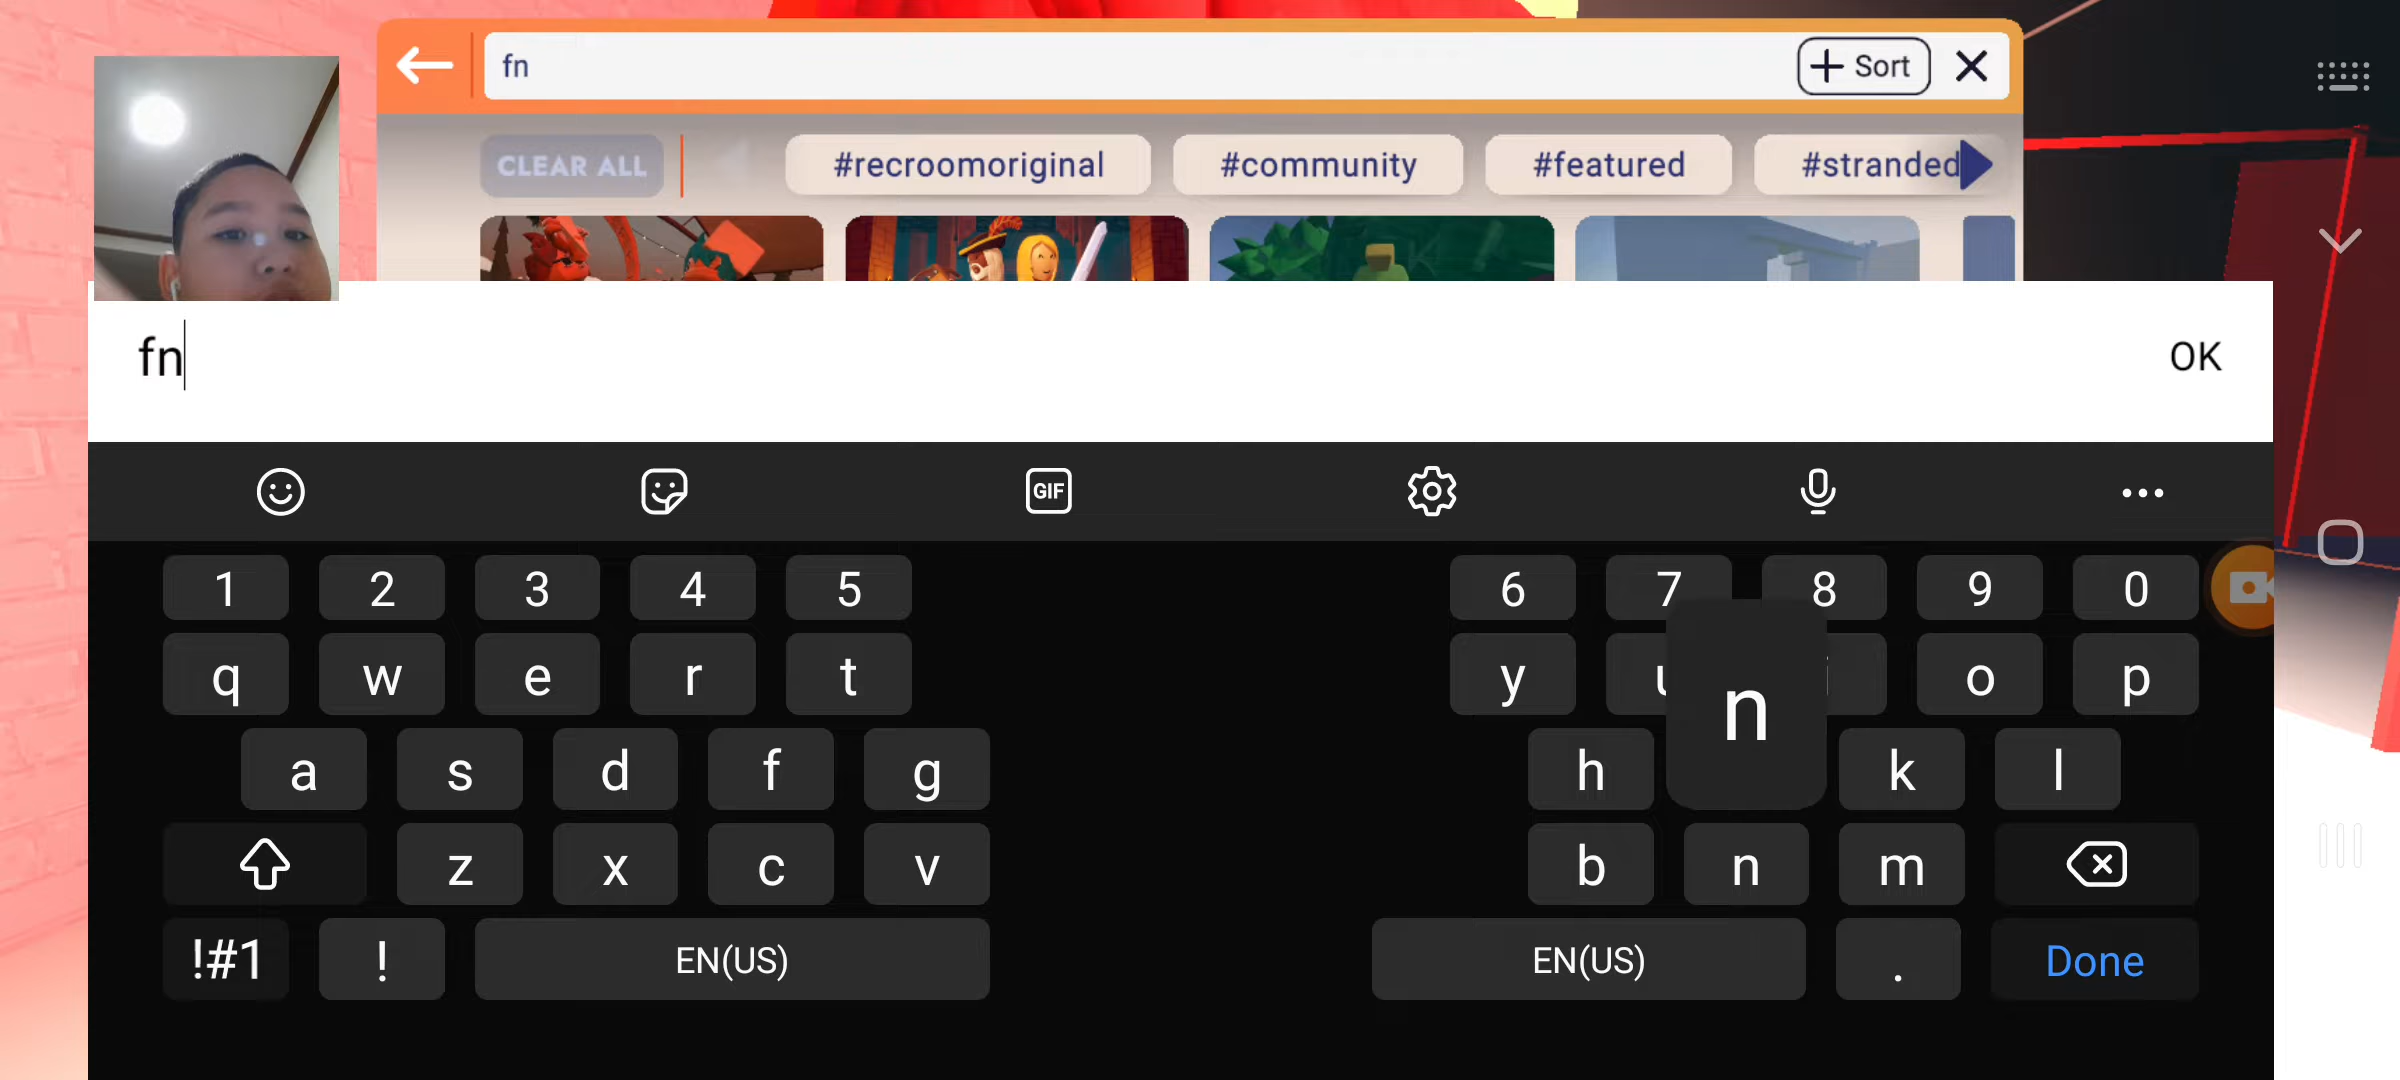 fn
Sort
CLEAR ALL
#recroomoriginal
#community
#featured
#stranded
fn
OK
GIF
1 2 3 4 5 6 7 8 9 0
q w e r t y o p
n
a s d f g h k l
z x c v b n m
!#1 ! EN(US) EN(US) . Done